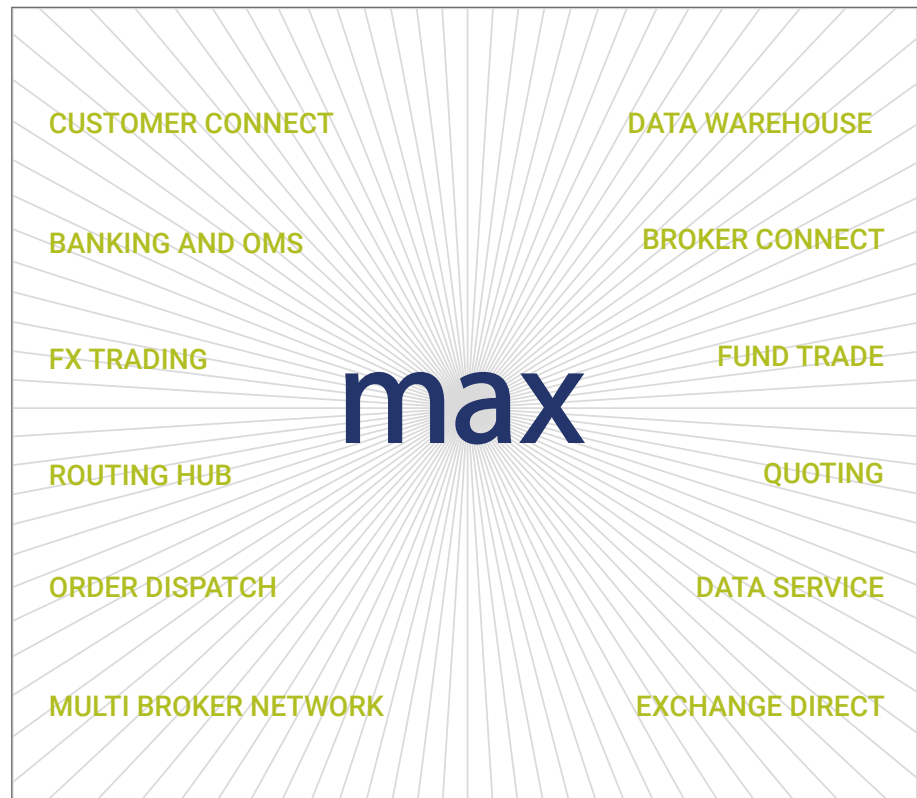 CUSTOMER CONNECT
DATA WAREHOUSE
BANKING AND OMS
BROKER CONNECT
FX TRADING
FUND TRADE
max
ROUTING HUB
QUOTING
ORDER DISPATCH
DATA SERVICE
MULTI BROKER NETWORK
EXCHANGE DIRECT